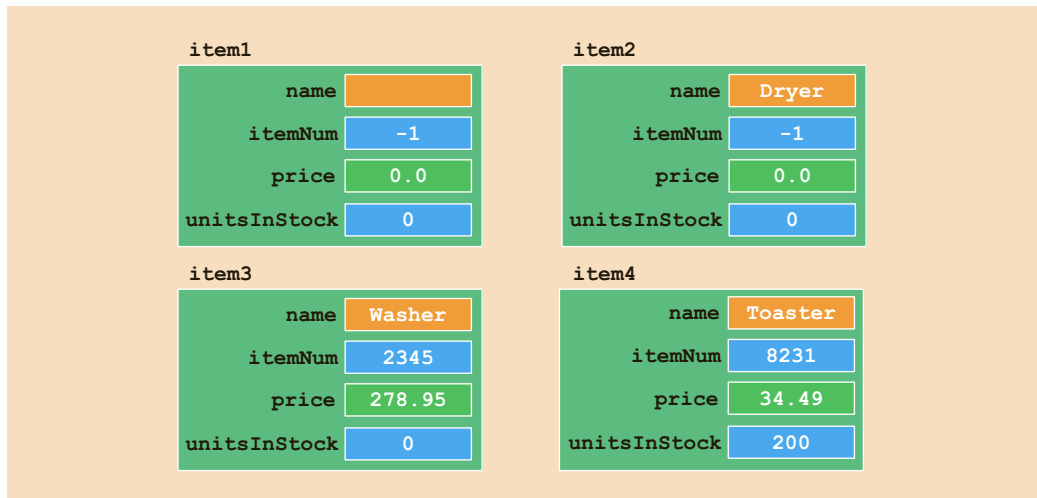 item1
name
itemNum -1
price 0.0
unitsInStock 0
item2
name Dryer
itemNum -1
price 0.0
unitsInStock 0
item3
name Washer
itemNum 2345
price 278.95
unitsInStock 0
item4
name Toaster
itemNum 8231
price 34.49
unitsInStock 200